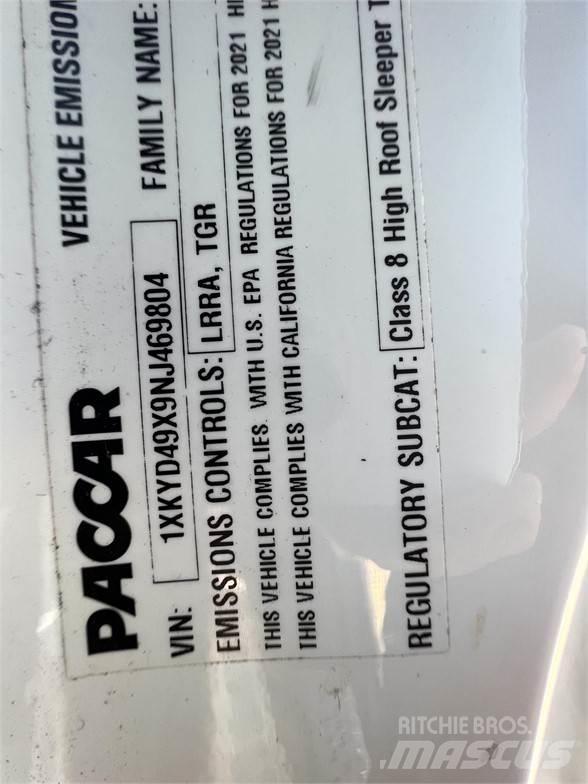 VEHICLE EMISSION
PACCAR
VIN: 1XKYD49X9NJ469804 FAMILY NAME:
EMISSIONS CONTROLS: LRRA, TGR
THIS VEHICLE COMPLIES WITH U.S. EPA REGULATIONS FOR 2021
THIS VEHICLE COMPLIES WITH CALIFORNIA REGULATIONS FOR 2021 H
REGULATORY SUBCAT: Class 8 High Roof Sleeper T
RITCHIE BROS.
MASCUS